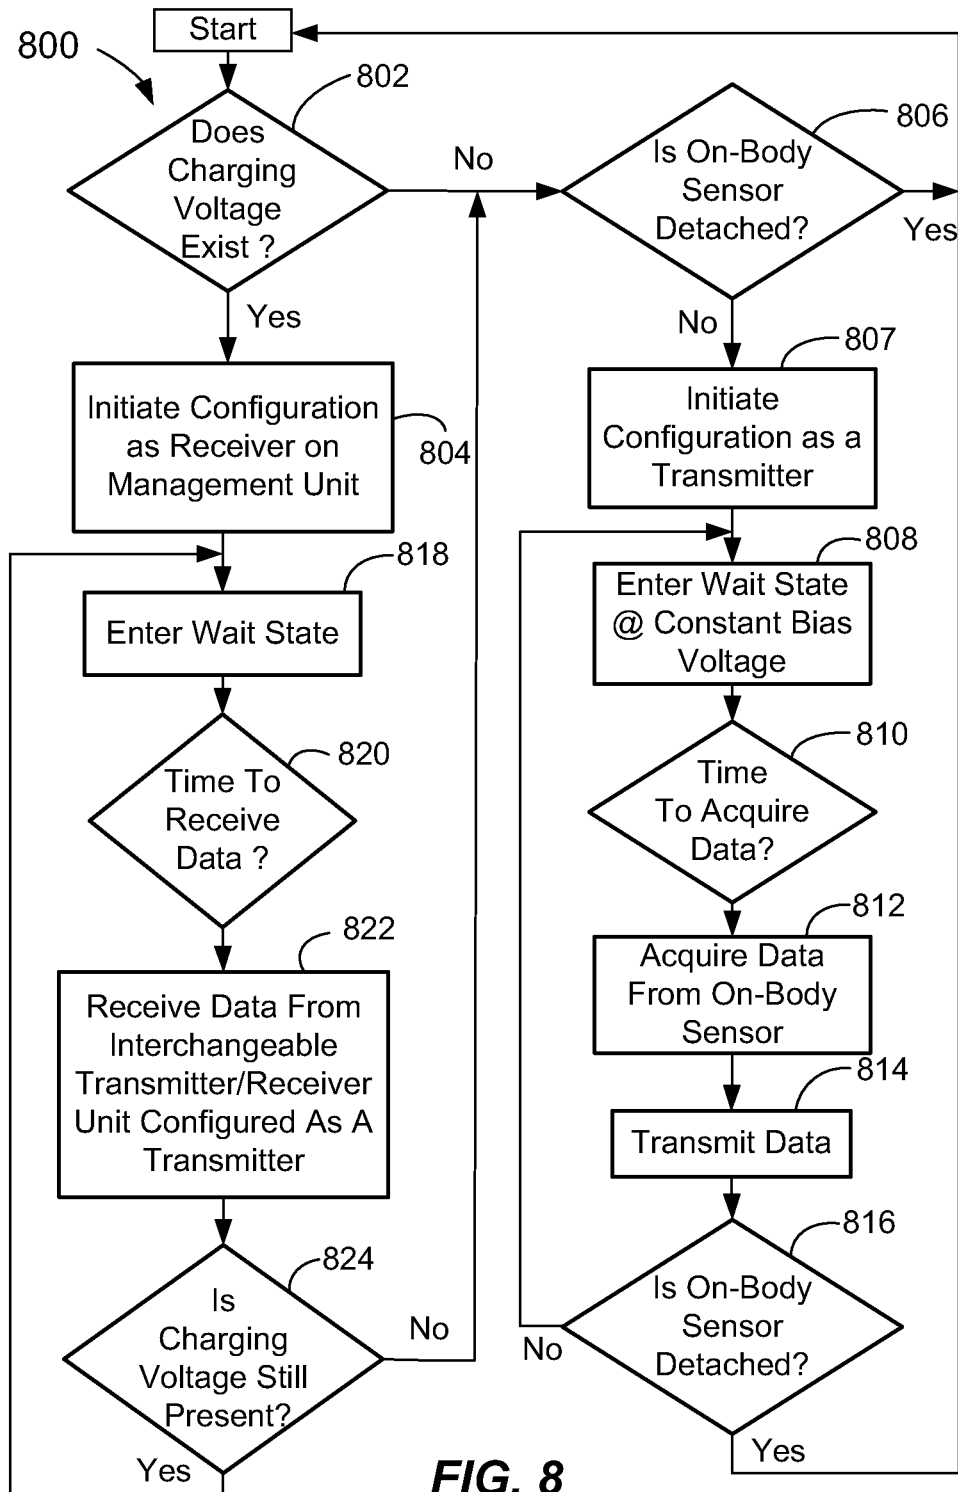 Start
800
802
Does
Charging
Voltage
Exist ?
No
806
Is On-Body
Sensor
Detached?
Yes
Yes
No
804
Initiate Configuration
as Receiver on
Management Unit
807
Initiate
Configuration as a
Transmitter
818
Enter Wait State
808
Enter Wait State
@ Constant Bias
Voltage
820
Time To
Receive
Data ?
810
Time
To Acquire
Data?
822
Receive Data From
Interchangeable
Transmitter/Receiver
Unit Configured As A
Transmitter
812
Acquire Data
From On-Body
Sensor
814
Transmit Data
824
Is
Charging
Voltage Still
Present?
No
Yes
816
Is On-Body
Sensor
Detached?
No
Yes
FIG. 8